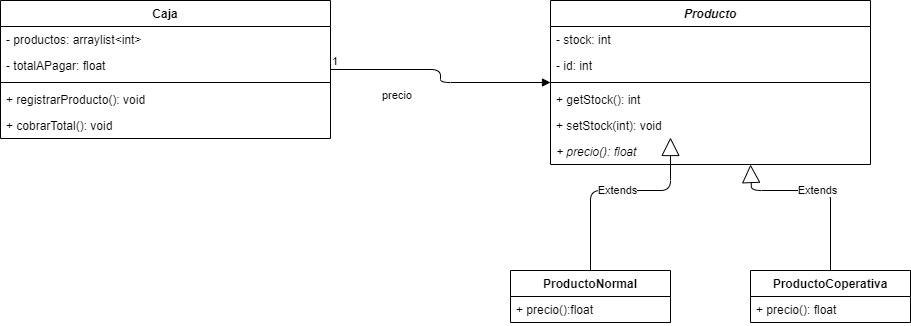 Caja
- productos: arraylist<int>
- totalAPagar: float
+ registrarProducto(): void
+ cobrarTotal(): void
1
precio
Producto
- stock: int
- id: int
+ getStock(): int
+ setStock(int): void
+ precio(): float
Extends
Extends
ProductoNormal
+ precio():float
ProductoCoperativa
+ precio(): float